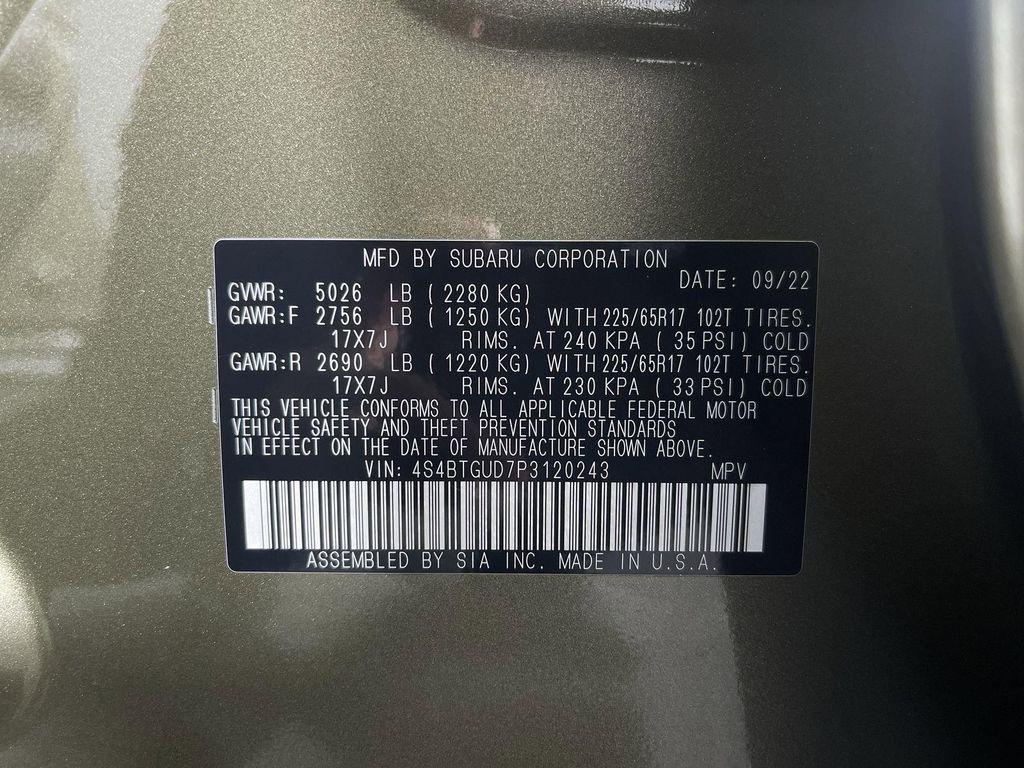 MFD BY SUBARU CORPORATION
DATE: 09/22
GVWR: 5026 LB ( 2280 KG)
GAWR:F 2756 LB ( 1250 KG) WITH 225/65R17 102T TIRES.
17X7J RIMS. AT 240 KPA ( 35 PSI) COLD
GAWR:R 2690 LB ( 1220 KG) WITH 225/65R17 102T TIRES.
17X7J RIMS. AT 230 KPA ( 33 PSI) COLD
THIS VEHICLE CONFORMS TO ALL APPLICABLE FEDERAL MOTOR
VEHICLE SAFETY AND THEFT PREVENTION STANDARDS
IN EFFECT ON THE DATE OF MANUFACTURE SHOWN ABOVE.
VIN: 4S4BTGUD7P3120243 MPV
ASSEMBLED BY SIA INC. MADE IN U.S.A.